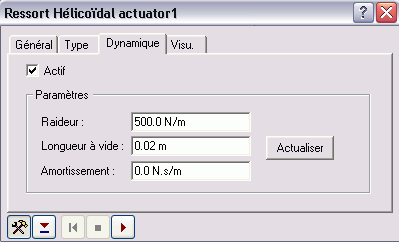 Ressort Hélicoïdal actuator1
Général Type Dynamique Visu.
Actif
Paramètres
Raideur : 500.0 N/m
Longueur à vide : 0.02 m
Actualiser
Amortissement : 0.0 N.s/m